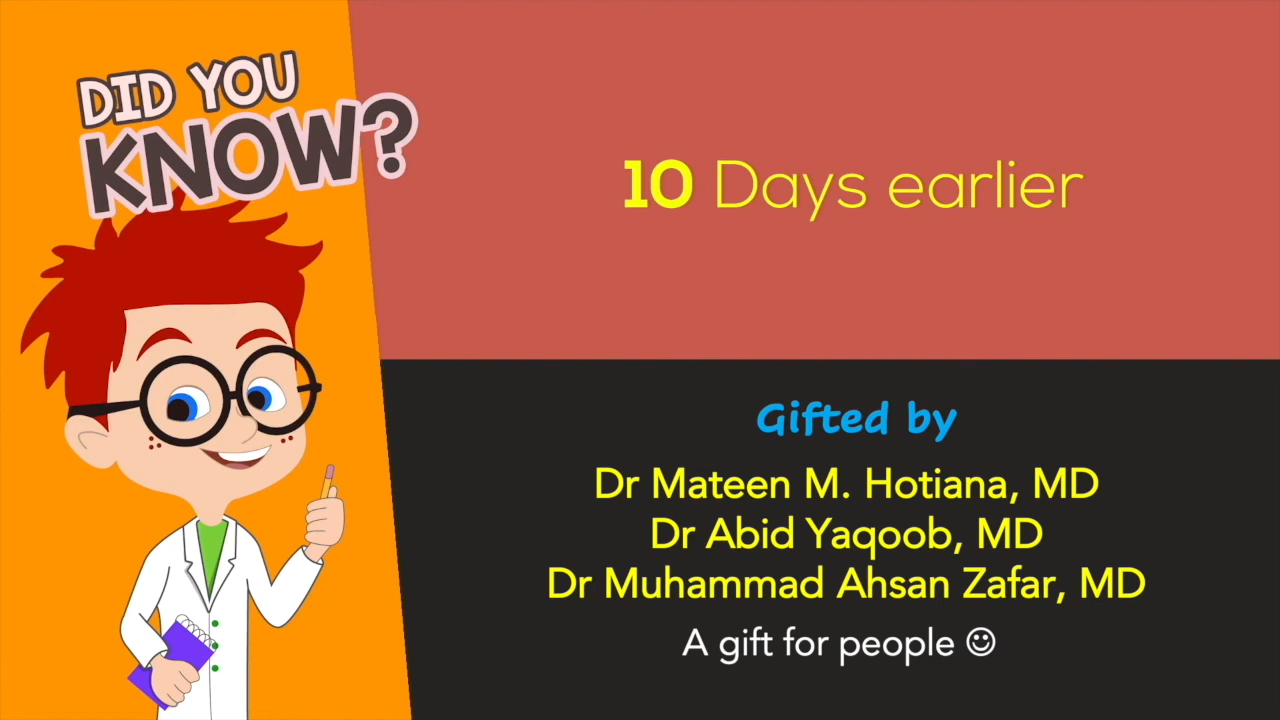 DID YOU
KNOW?
10 Days earlier
Gifted by
Dr Mateen M. Hotiana, MD
Dr Abid Yaqoob, MD
Dr Muhammad Ahsan Zafar, MD
A gift for people ☺